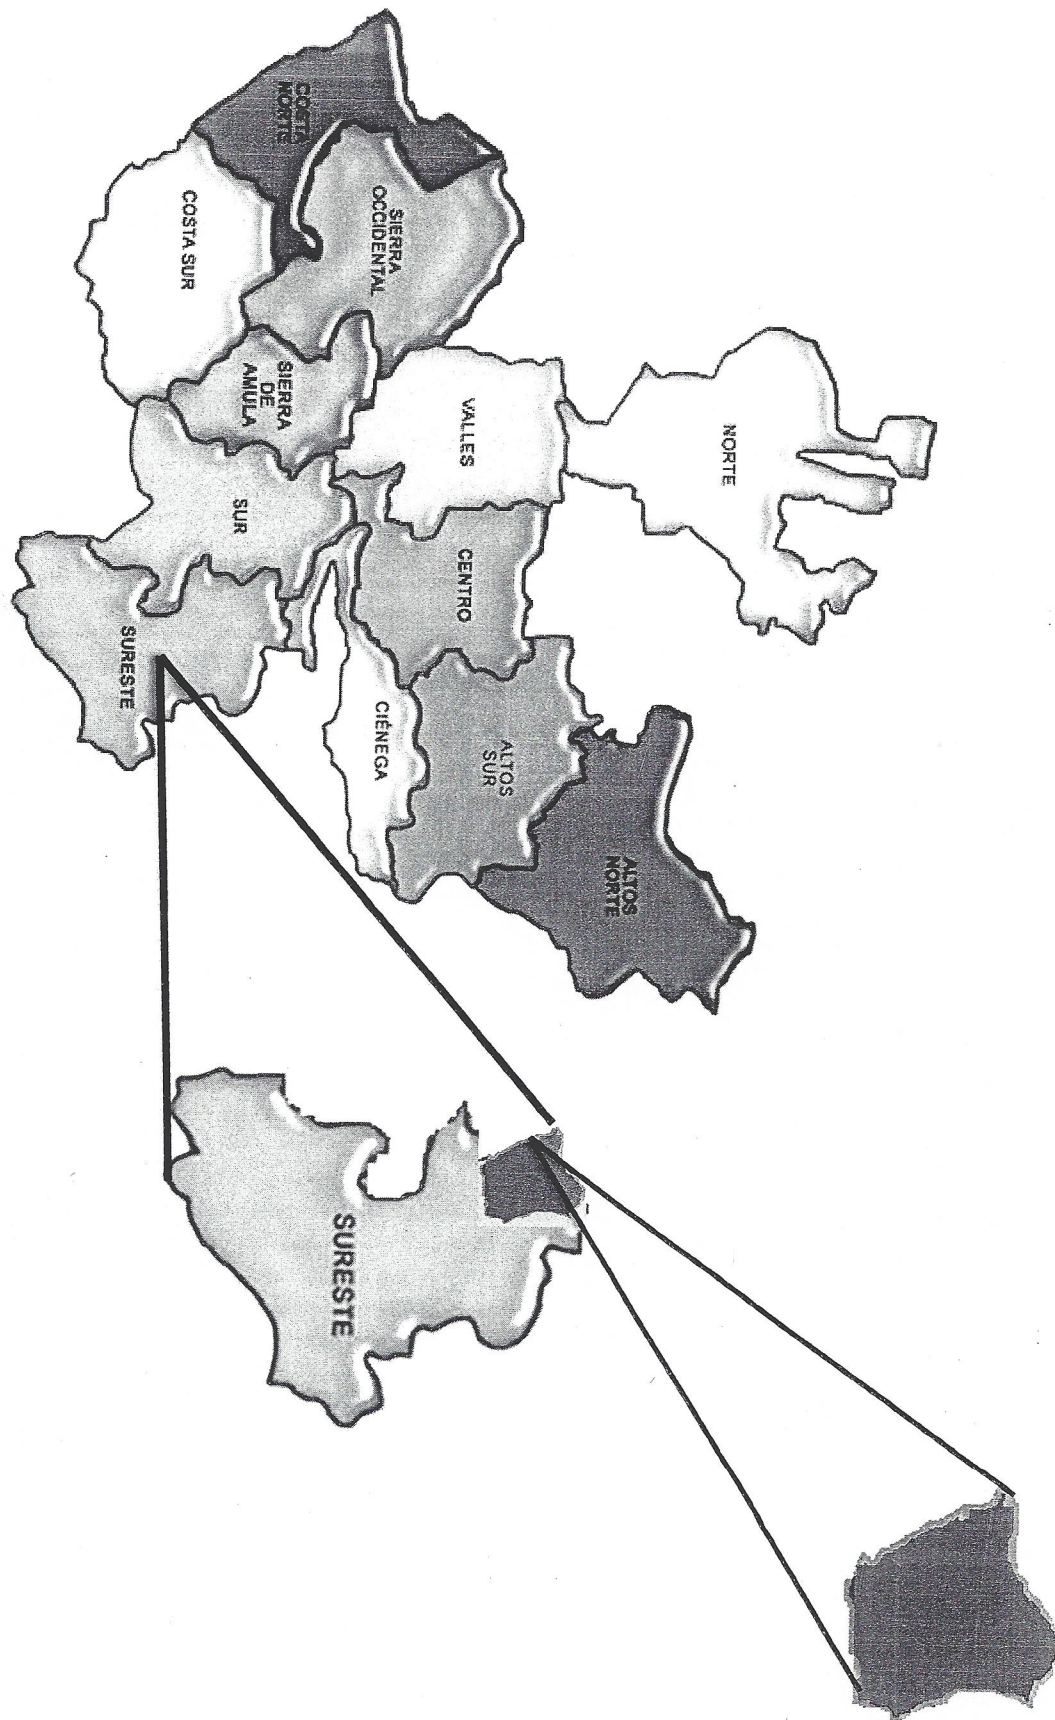 NORTE
COSTA
NORTE
SIERRA
OCCIDENTAL
COSTA SUR
SIERRA
DE
AMULA
VALLES
SUR
CENTRO
SURESTE
CIÉNEGA
ALTOS
SUR
ALTOS
NORTE
SURESTE